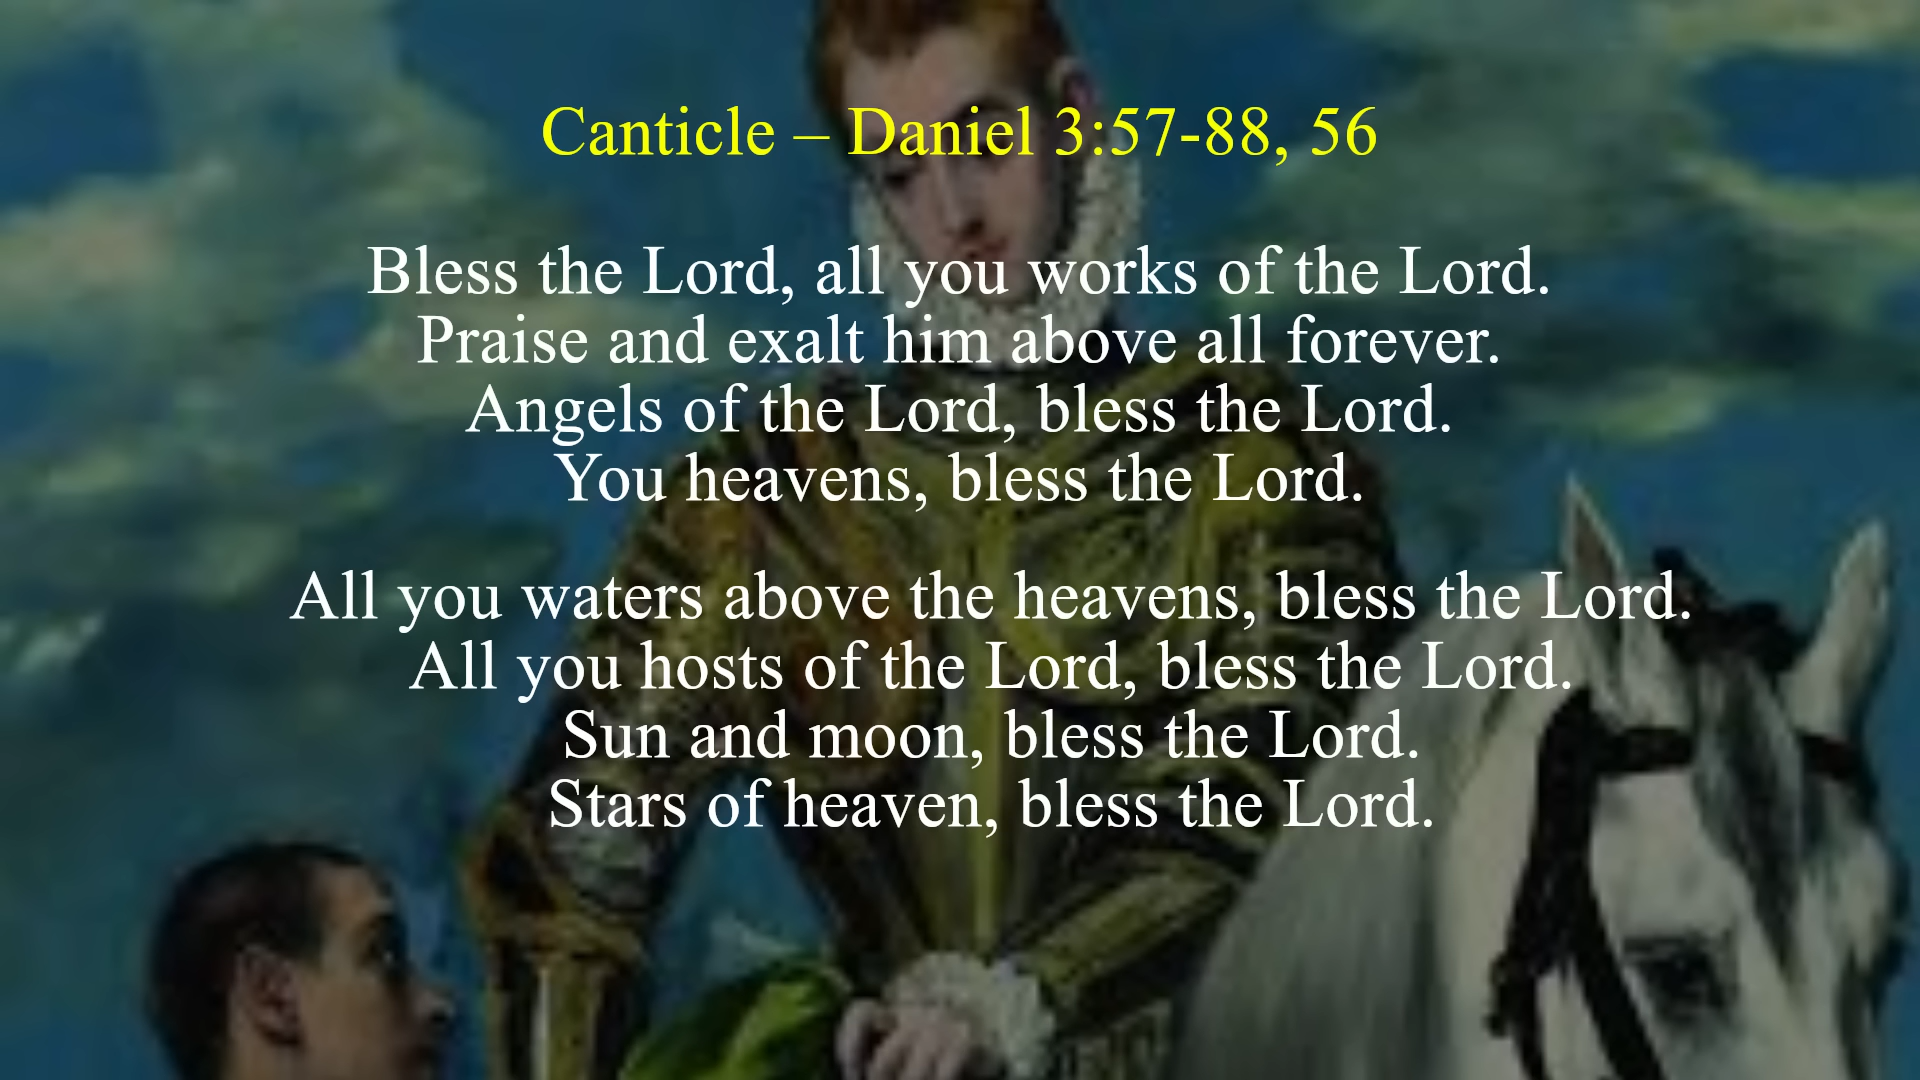 Canticle – Daniel 3:57-88, 56
Bless the Lord, all you works of the Lord.
Praise and exalt him above all forever.
Angels of the Lord, bless the Lord.
You heavens, bless the Lord.
All you waters above the heavens, bless the Lord.
All you hosts of the Lord, bless the Lord.
Sun and moon, bless the Lord.
Stars of heaven, bless the Lord.